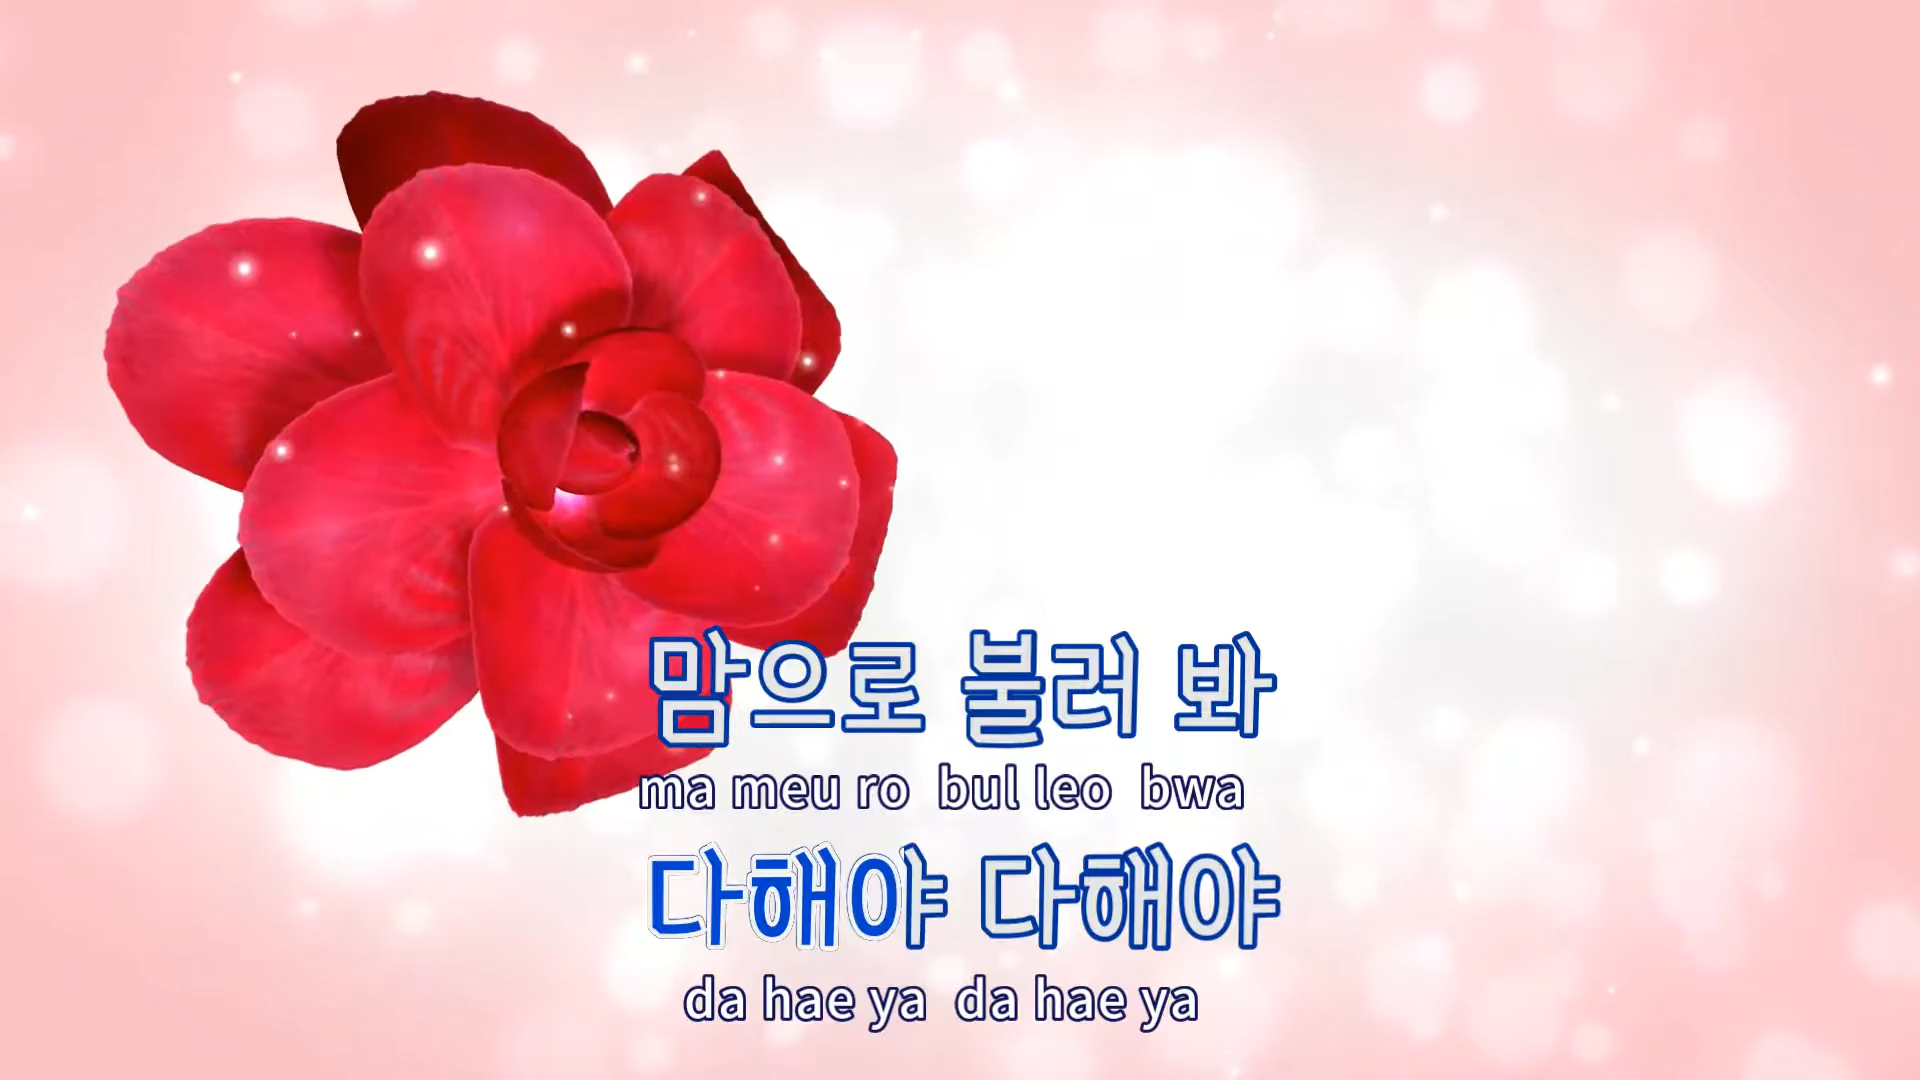 맘으로 불러 봐
ma meu ro bul leo bwa
다해야 다해야
da hae ya da hae ya